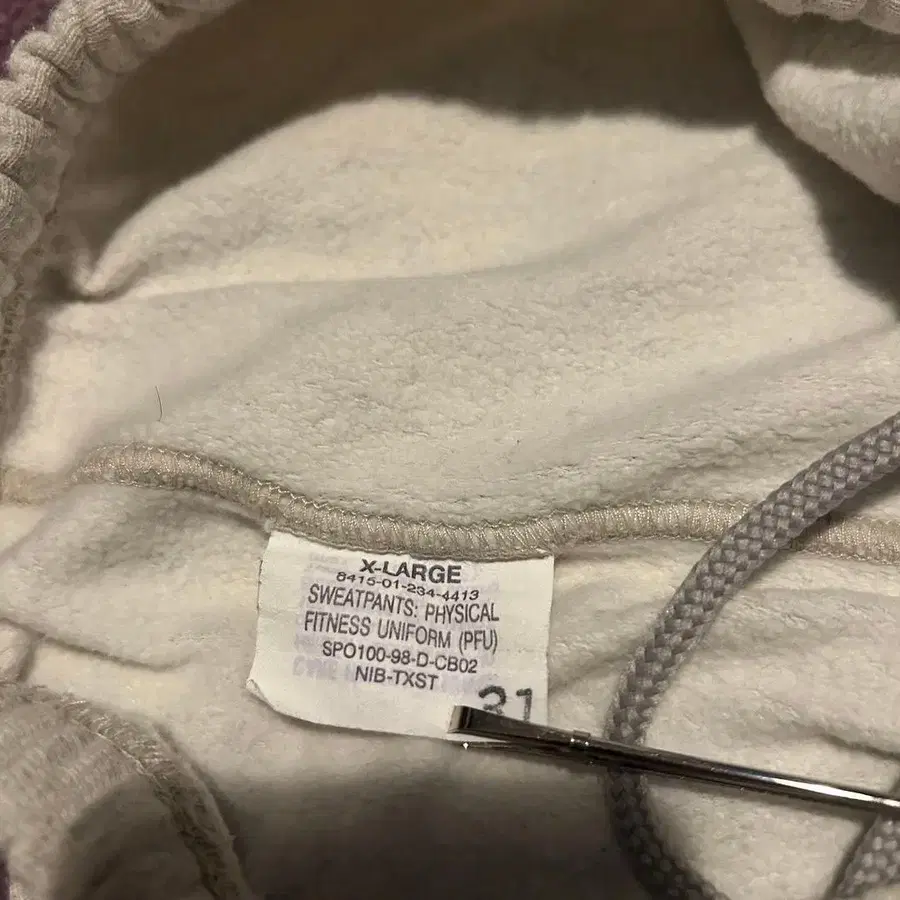 X-LARGE
8415-01-234-4413
SWEATPANTS: PHYSICAL
FITNESS UNIFORM (PFU)
SPO100-98-D-CB02
NIB-TXST
31